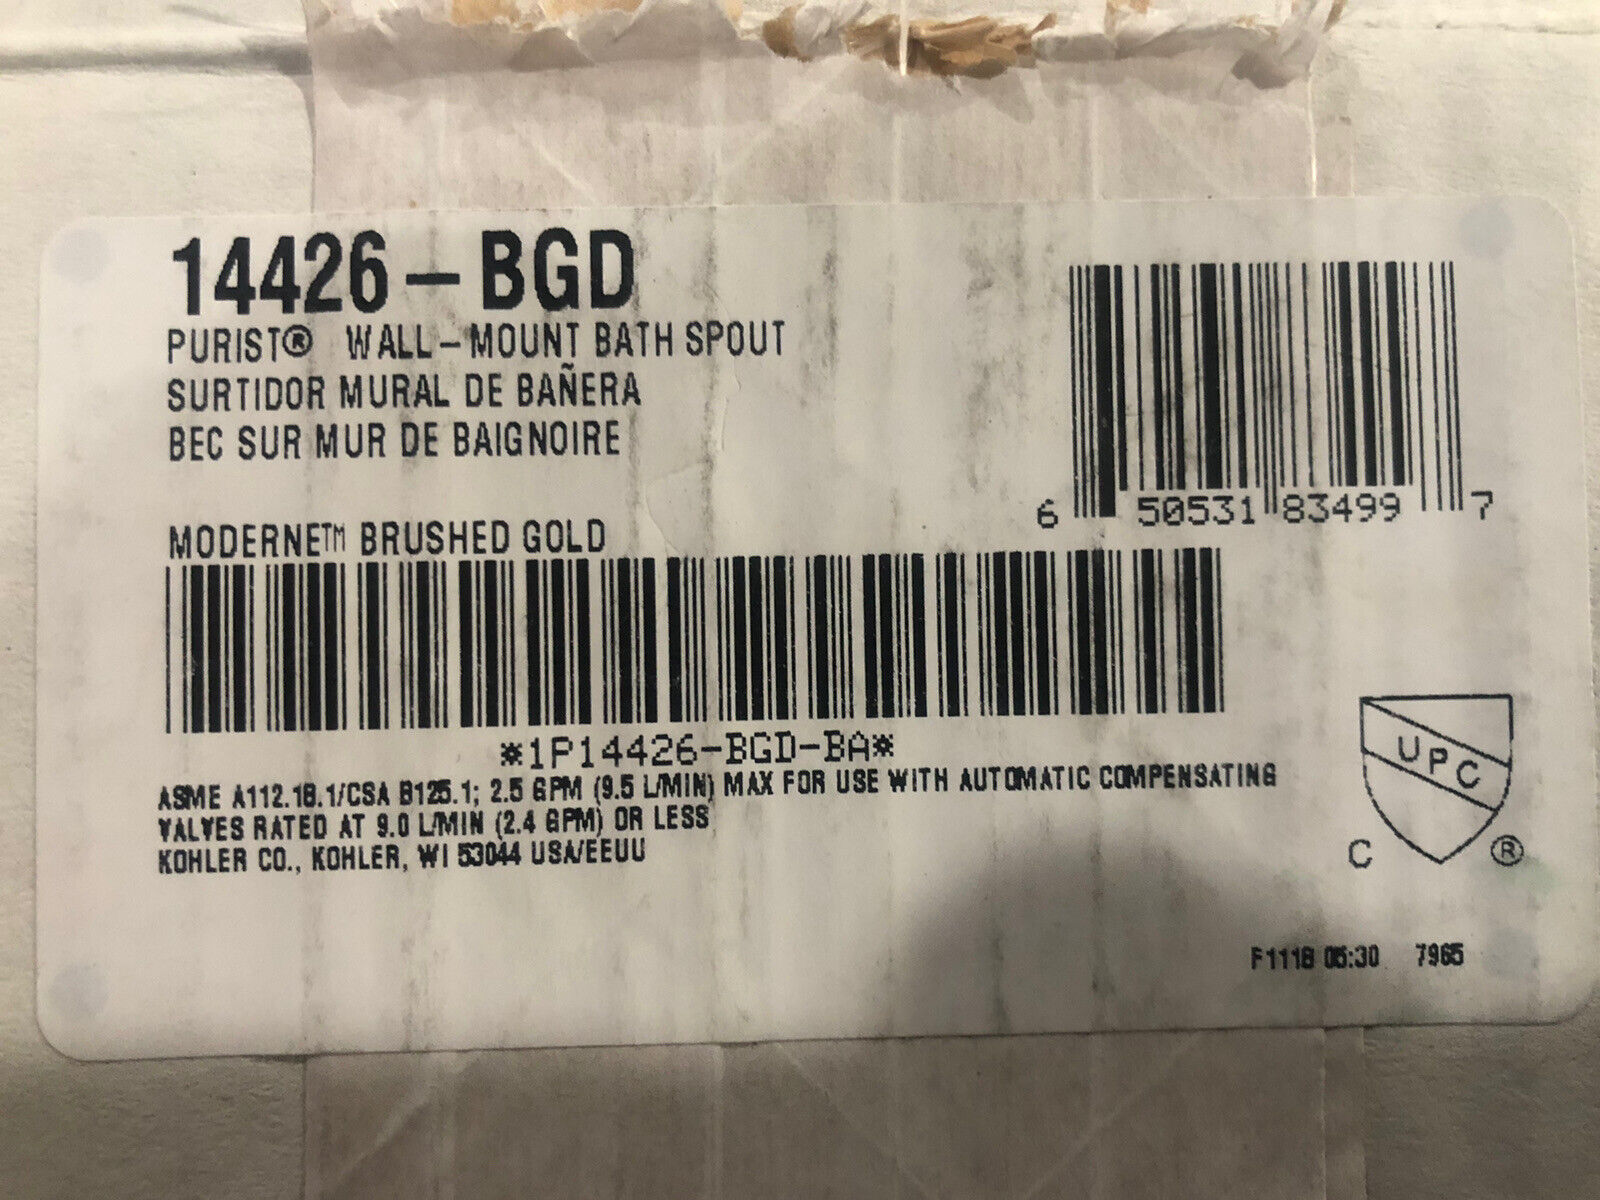 14426-BGD
PURIST® WALL-MOUNT BATH SPOUT
SURTIDOR MURAL DE BAÑERA
BEC SUR MUR DE BAIGNOIRE
6 50531 83499 7
MODERNE™ BRUSHED GOLD
*1P14426-BGD-BA*
ASME A112.18.1/CSA B125.1; 2.5 GPM (9.5 L/MIN) MAX FOR USE WITH AUTOMATIC COMPENSATING
VALVES RATED AT 9.0 L/MIN (2.4 GPM) OR LESS
KOHLER CO., KOHLER, WI 53044 USA/EEUU
UPC
C ®
F1118 05:30 7965